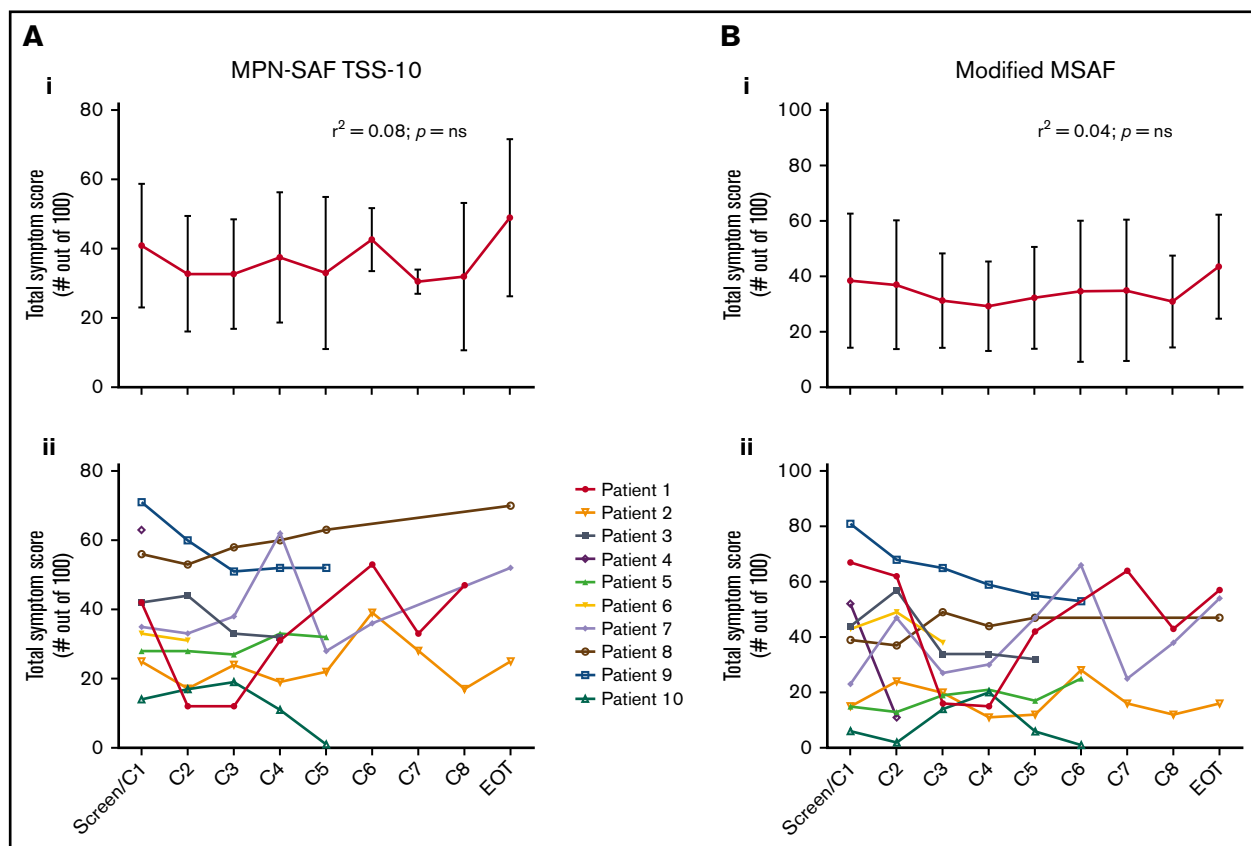 A
MPN-SAF TSS-10
i
r² = 0.08; p = ns
Total symptom score
(# out of 100)
80
60
40
20
0
ii
Total symptom score
(# out of 100)
80
60
40
20
0
Screen/C1
C2
C3
C4
C5
C6
C7
C8
EOT
Patient 1
Patient 2
Patient 3
Patient 4
Patient 5
Patient 6
Patient 7
Patient 8
Patient 9
Patient 10
B
Modified MSAF
i
r² = 0.04; p = ns
Total symptom score
(# out of 100)
100
80
60
40
20
0
ii
Total symptom score
(# out of 100)
100
80
60
40
20
0
Screen/C1
C2
C3
C4
C5
C6
C7
C8
EOT